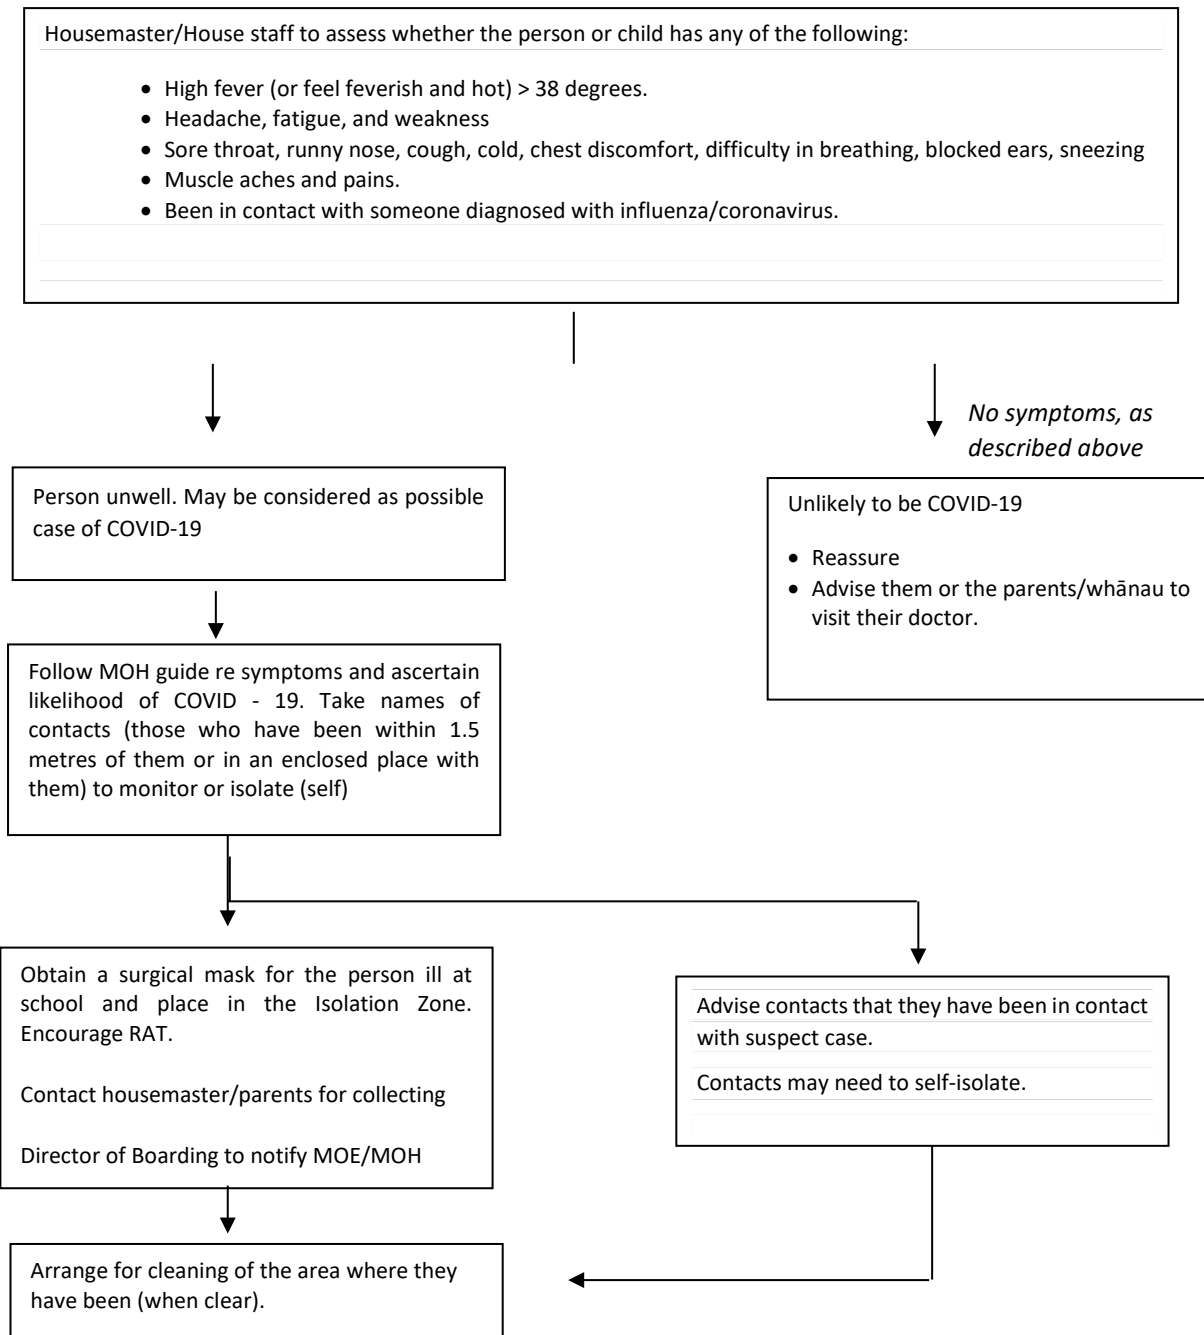 Housemaster/House staff to assess whether the person or child has any of the following:
• High fever (or feel feverish and hot) > 38 degrees.
• Headache, fatigue, and weakness
• Sore throat, runny nose, cough, cold, chest discomfort, difficulty in breathing, blocked ears, sneezing
• Muscle aches and pains.
• Been in contact with someone diagnosed with influenza/coronavirus.
No symptoms, as
described above
Person unwell. May be considered as possible
case of COVID-19
Unlikely to be COVID-19
• Reassure
• Advise them or the parents/whānau to
visit their doctor.
Follow MOH guide re symptoms and ascertain
likelihood of COVID - 19. Take names of
contacts (those who have been within 1.5
metres of them or in an enclosed place with
them) to monitor or isolate (self)
Obtain a surgical mask for the person ill at
school and place in the Isolation Zone.
Encourage RAT.
Contact housemaster/parents for collecting
Director of Boarding to notify MOE/MOH
Advise contacts that they have been in contact
with suspect case.
Contacts may need to self-isolate.
Arrange for cleaning of the area where they
have been (when clear).